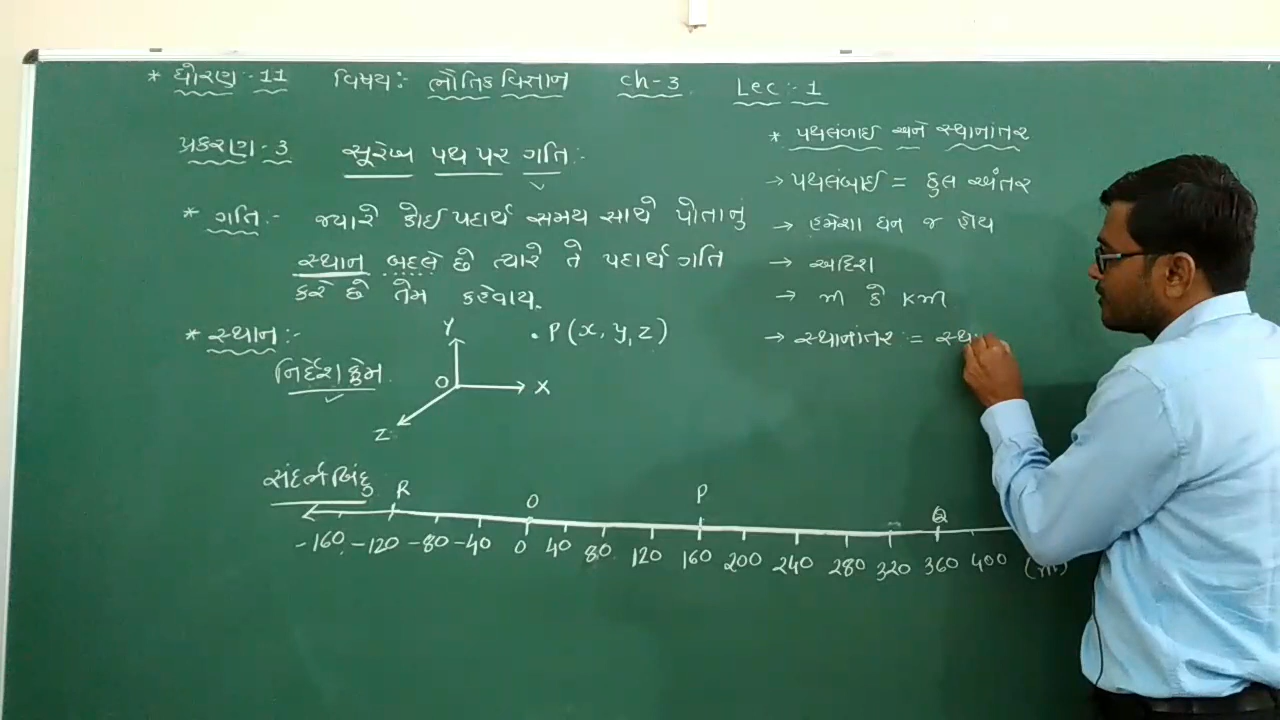 * ધોરણ :- 11 વિષય :- ભૌતિક વિજ્ઞાન ch-3 Lec :- 1
પ્રકરણ - 3 સુરેખ પથ પર ગતિ :-
* ગતિ :- જ્યારે કોઈ પદાર્થ સમય સાથે પોતાનું
સ્થાન બદલે છે ત્યારે તે પદાર્થ ગતિ
કરે છે તેમ કહેવાય.
* સ્થાન :-
નિર્દેશ ફ્રેમ
Y
O
X
Z
. P (x, y, z)
સંદર્ભ બિંદુ
R O P Q
-160 -120 -80 -40 0 40 80 120 160 200 240 280 320 360 400 (m)
* પથલંબાઈ અને સ્થાનાંતર
→ પથલંબાઈ = કુલ અંતર
→ હંમેશા ધન જ હોય
→ અદિશ
→ m કે km
→ સ્થાનાંતર = સ્થ